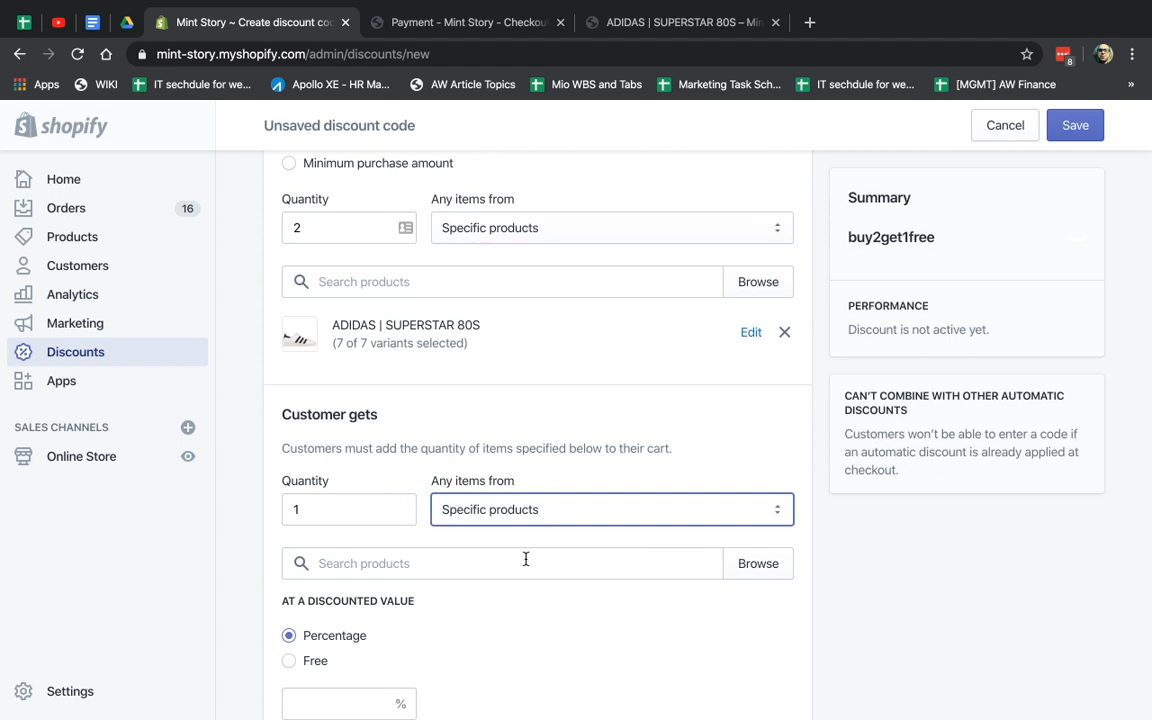 Mint Story ~ Create discount co
Payment - Mint Story - Checkou
ADIDAS | SUPERSTAR 80S – Mi
mint-story.myshopify.com/admin/discounts/new
8
Apps
WIKI
IT sechdule for we...
Apollo XE - HR Ma...
AW Article Topics
Mio WBS and Tabs
Marketing Task Sch...
IT sechdule for we...
[MGMT] AW Finance
»
shopify
Unsaved discount code
Cancel
Save
Home
Orders
16
Products
Customers
Analytics
Marketing
Discounts
Apps
SALES CHANNELS
Online Store
Settings
Minimum purchase amount
Quantity
Any items from
2
Specific products
Search products
Browse
ADIDAS | SUPERSTAR 80S
(7 of 7 variants selected)
Edit
Customer gets
Customers must add the quantity of items specified below to their cart.
Quantity
Any items from
1
Specific products
Search products
Browse
AT A DISCOUNTED VALUE
Percentage
Free
%
Summary
buy2get1free
PERFORMANCE
Discount is not active yet.
CAN'T COMBINE WITH OTHER AUTOMATIC
DISCOUNTS
Customers won't be able to enter a code if
an automatic discount is already applied at
checkout.